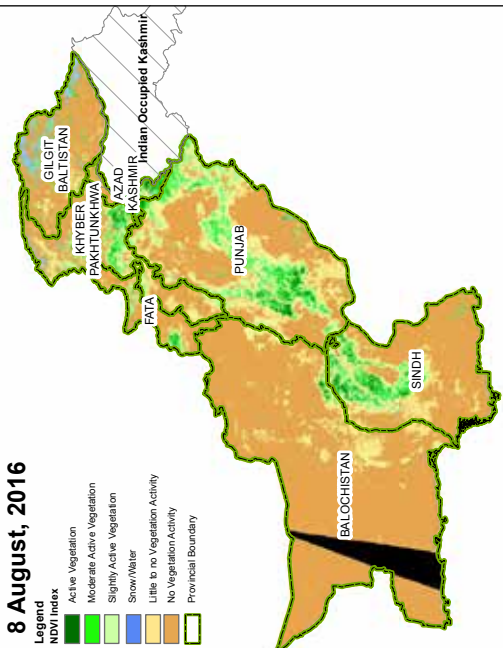 8 August, 2016
Legend
NDVI Index
Active Vegetation
Moderate Active Vegetation
Slightly Active Vegetation
Snow/Water
Little to no Vegetation Activity
No Vegetation Activity
Provincial Boundary
GILGIT
BALTISTAN
KHYBER
PAKHTUNKHWA
AZAD
KASHMIR
Indian Occupied Kashmir
FATA
PUNJAB
BALOCHISTAN
SINDH